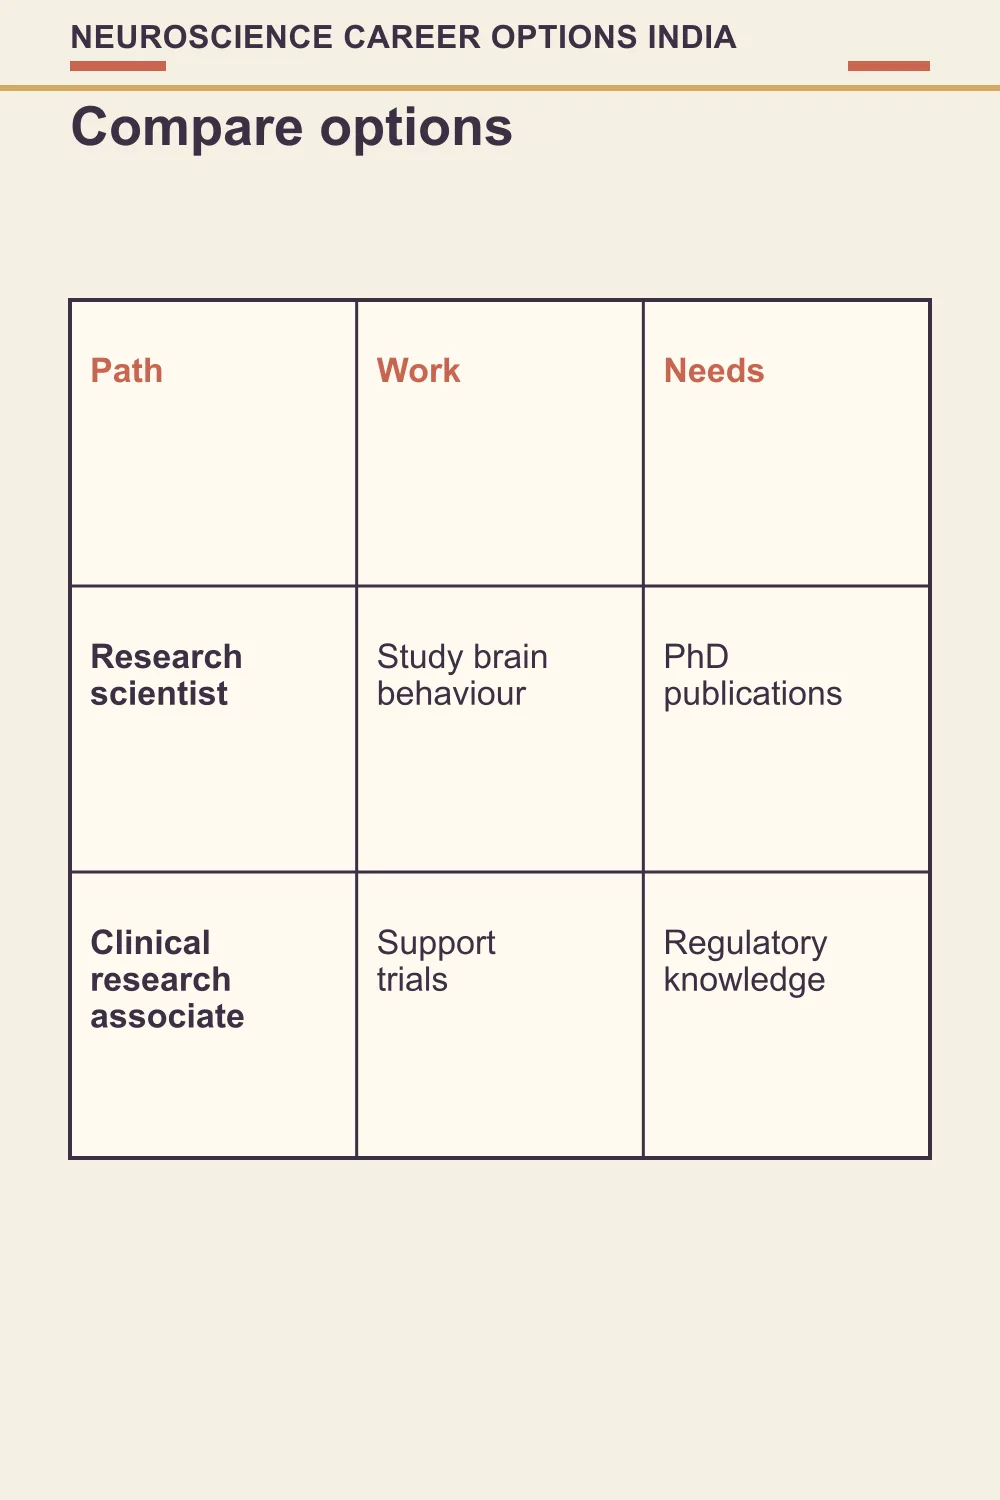 NEUROSCIENCE CAREER OPTIONS INDIA
Compare options
Path
Work
Needs
Research
scientist
Study brain
behaviour
PhD
publications
Clinical
research
associate
Support
trials
Regulatory
knowledge